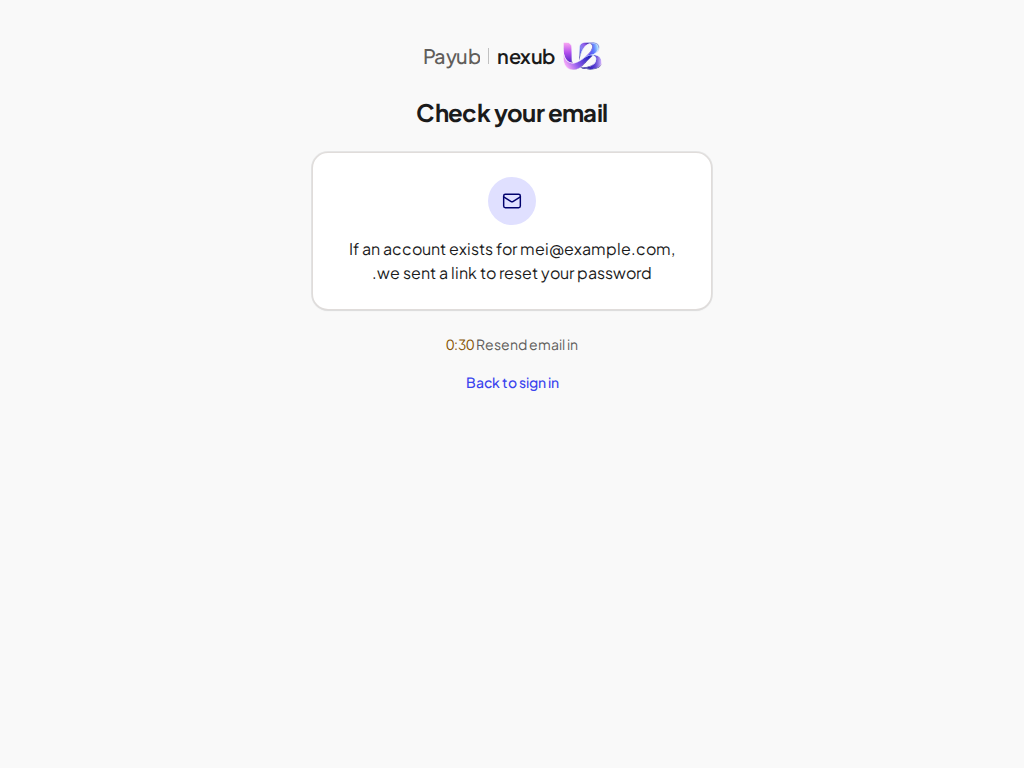 Payub | nexub
Check your email
If an account exists for mei@example.com,
.we sent a link to reset your password
0:30 Resend email in
Back to sign in